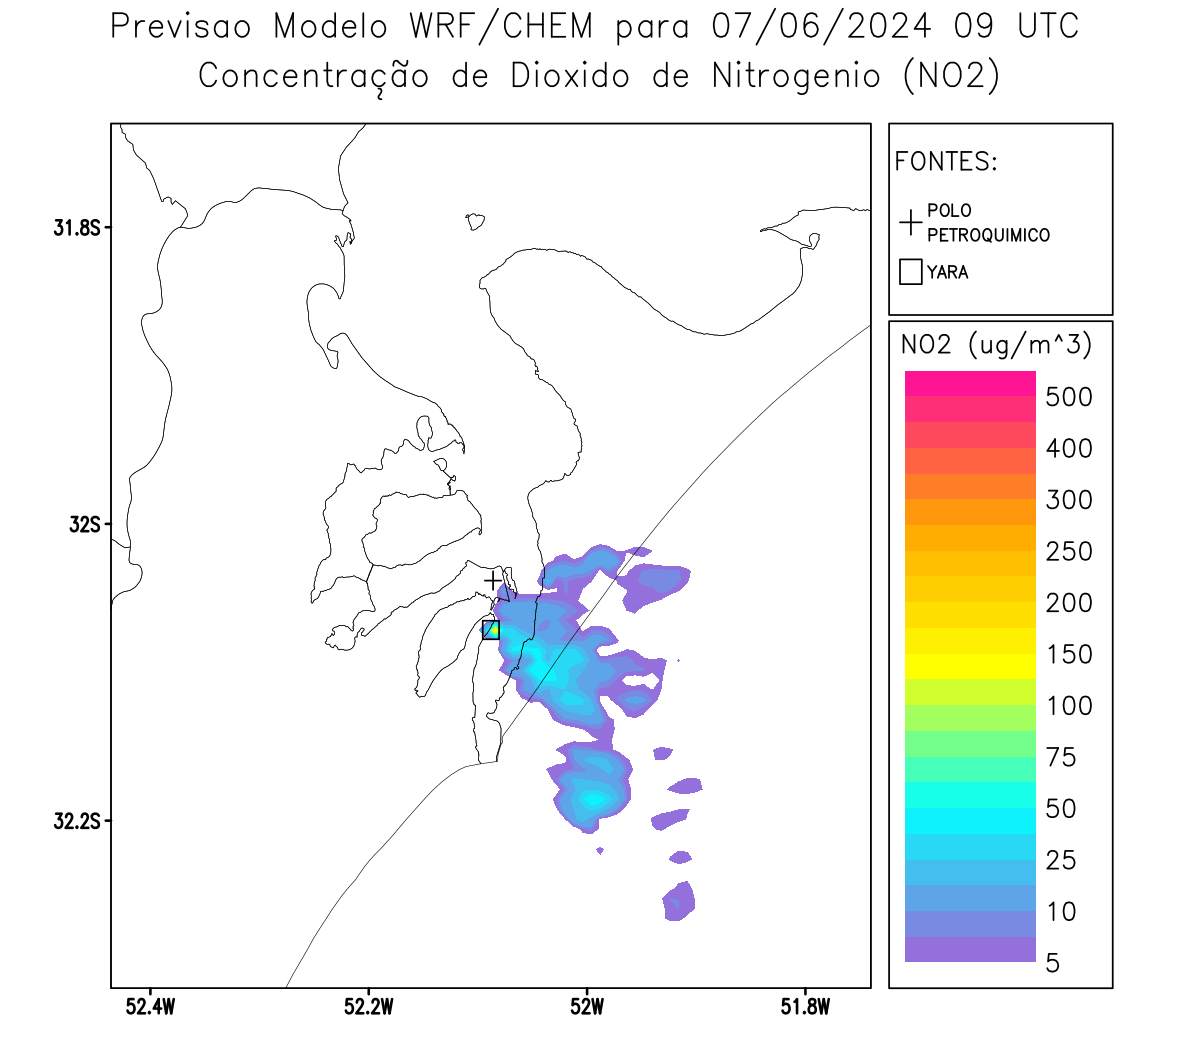 Previsao Modelo WRF/CHEM para 07/06/2024 09 UTC
Concentração de Dioxido de Nitrogenio (NO2)
FONTES:
POLO
PETROQUIMICO
YARA
NO2 (ug/m^3)
500
400
300
250
200
150
100
75
50
25
10
5
31.8S
32S
32.2S
52.4W
52.2W
52W
51.8W